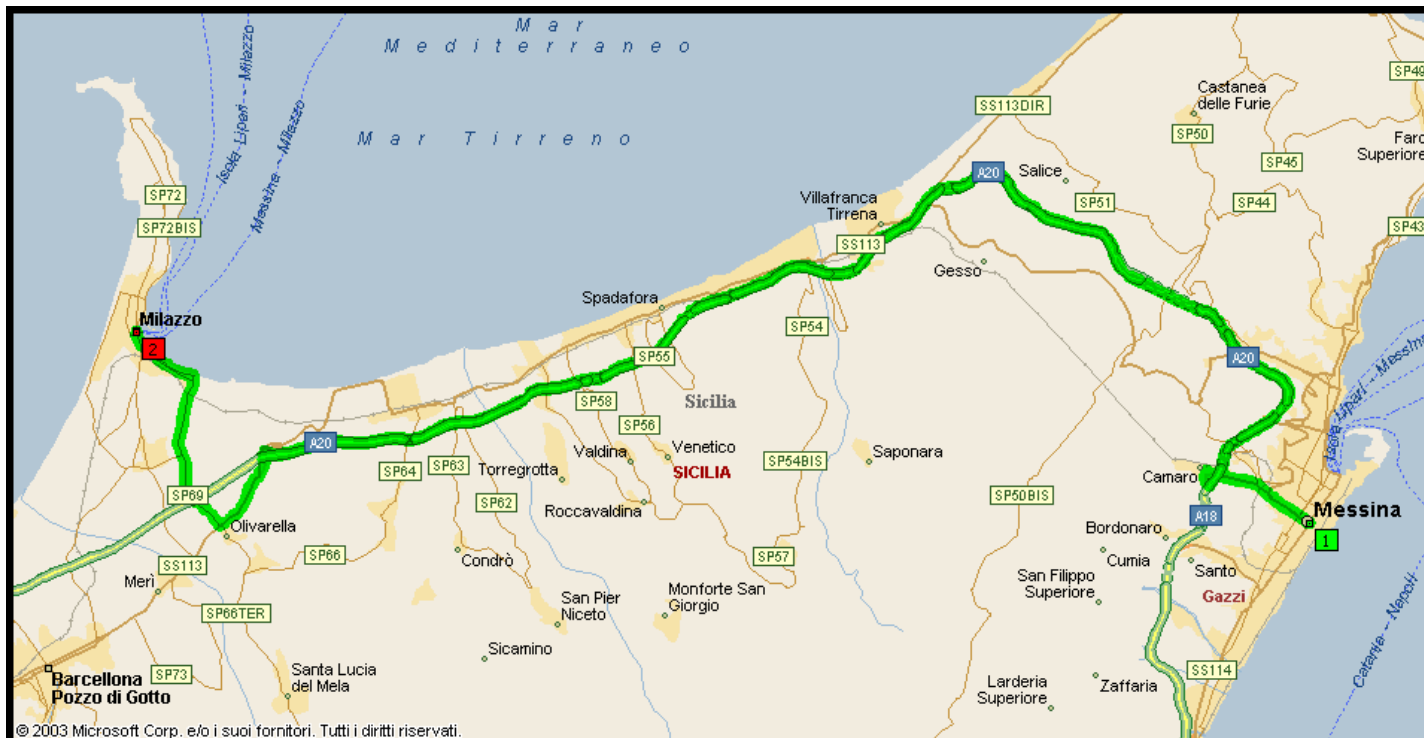 Mar
Mediterraneo
Mar Tirreno
Isola Lipari - Milazzo
Messina - Milazzo
SS113DIR
Castanea
delle Furie
SP49
SP50
SP45
Faro
Superiore
A20
Salice
SP51
SP44
SP43
SP72
SP72BIS
Villafranca
Tirrena
SS113
Gesso
Spadafora
SP54
Milazzo
2
SP55
A20
Isola Lipari - Messina
SP58
Sicilia
SP56
A20
SP64
SP63
Torregrotta
Valdina
Venetico
SICILIA
SP54BIS
Saponara
Camaro
SP69
SP62
Roccavaldina
SP50BIS
A18
Messina
1
Olivarella
SP66
SP57
Bordonaro
Cumia
Santo
SS113
Merì
Condrò
San Filippo
Superiore
Gazzi
SP66TER
San Pier
Niceto
Monforte San
Giorgio
Catania - Napoli
Barcellona
Pozzo di Gotto
SP73
Santa Lucia
del Mela
Sicamino
Larderia
Superiore
Zaffaria
SS114
© 2003 Microsoft Corp. e/o i suoi fornitori. Tutti i diritti riservati.